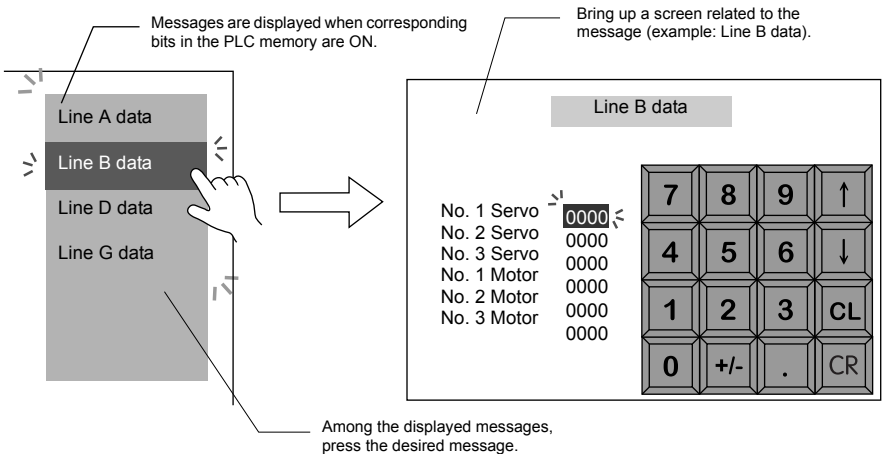 Messages are displayed when corresponding
bits in the PLC memory are ON.
Bring up a screen related to the
message (example: Line B data).
Line A data
Line B data
Line D data
Line G data
Among the displayed messages,
press the desired message.
Line B data
No. 1 Servo 0000
No. 2 Servo 0000
No. 3 Servo 0000
No. 1 Motor 0000
No. 2 Motor 0000
No. 3 Motor 0000
7 8 9 ↑
4 5 6 ↓
1 2 3 CL
0 +/- . CR